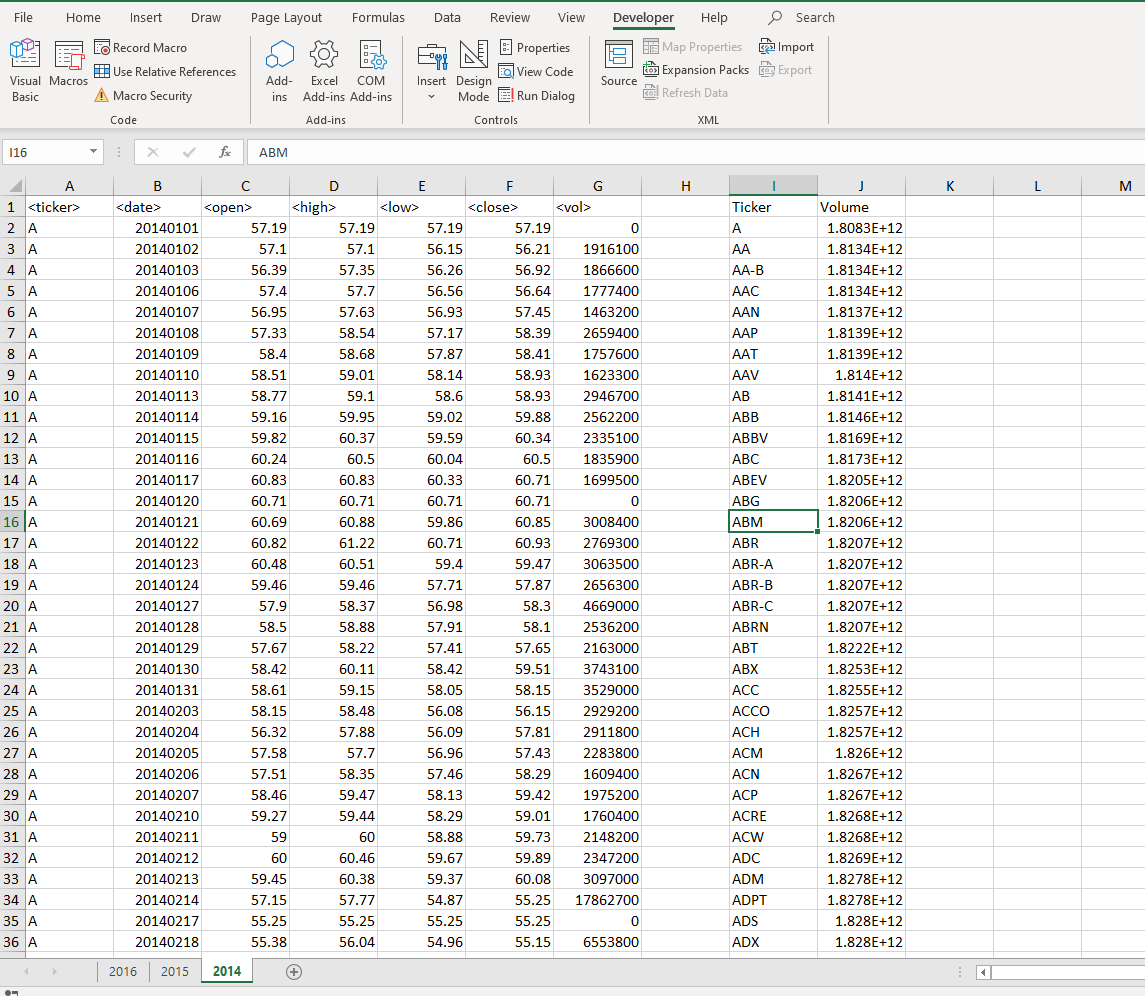 File Home Insert Draw Page Layout Formulas Data Review View Developer Help Search
Visual Basic Macros Record Macro Use Relative References Macro Security
Add-ins Excel Add-ins COM Add-ins
Insert Design Mode Properties View Code Run Dialog
Source Map Properties Expansion Packs Refresh Data Import Export
Code Add-ins Controls XML
I16 fx ABM
A B C D E F G H I J K L M
1 <ticker> <date> <open> <high> <low> <close> <vol> Ticker Volume
2 A 20140101 57.19 57.19 57.19 57.19 0 A 1.8083E+12
3 A 20140102 57.1 57.1 56.15 56.21 1916100 AA 1.8134E+12
4 A 20140103 56.39 57.35 56.26 56.92 1866600 AA-B 1.8134E+12
5 A 20140106 57.4 57.7 56.56 56.64 1777400 AAC 1.8134E+12
6 A 20140107 56.95 57.63 56.93 57.45 1463200 AAN 1.8137E+12
7 A 20140108 57.33 58.54 57.17 58.39 2659400 AAP 1.8139E+12
8 A 20140109 58.4 58.68 57.87 58.41 1757600 AAT 1.8139E+12
9 A 20140110 58.51 59.01 58.14 58.93 1623300 AAV 1.814E+12
10 A 20140113 58.77 59.1 58.6 58.93 2946700 AB 1.8141E+12
11 A 20140114 59.16 59.95 59.02 59.88 2562200 ABB 1.8146E+12
12 A 20140115 59.82 60.37 59.59 60.34 2335100 ABBV 1.8169E+12
13 A 20140116 60.24 60.5 60.04 60.5 1835900 ABC 1.8173E+12
14 A 20140117 60.83 60.83 60.33 60.71 1699500 ABEV 1.8205E+12
15 A 20140120 60.71 60.71 60.71 60.71 0 ABG 1.8206E+12
16 A 20140121 60.69 60.88 59.86 60.85 3008400 ABM 1.8206E+12
17 A 20140122 60.82 61.22 60.71 60.93 2769300 ABR 1.8207E+12
18 A 20140123 60.48 60.51 59.4 59.47 3063500 ABR-A 1.8207E+12
19 A 20140124 59.46 59.46 57.71 57.87 2656300 ABR-B 1.8207E+12
20 A 20140127 57.9 58.37 56.98 58.3 4669000 ABR-C 1.8207E+12
21 A 20140128 58.5 58.88 57.91 58.1 2536200 ABRN 1.8207E+12
22 A 20140129 57.67 58.22 57.41 57.65 2163000 ABT 1.8222E+12
23 A 20140130 58.42 60.11 58.42 59.51 3743100 ABX 1.8253E+12
24 A 20140131 58.61 59.15 58.05 58.15 3529000 ACC 1.8255E+12
25 A 20140203 58.15 58.48 56.08 56.15 2929200 ACCO 1.8257E+12
26 A 20140204 56.32 57.88 56.09 57.81 2911800 ACH 1.8257E+12
27 A 20140205 57.58 57.7 56.96 57.43 2283800 ACM 1.826E+12
28 A 20140206 57.51 58.35 57.46 58.29 1609400 ACN 1.8267E+12
29 A 20140207 58.46 59.47 58.13 59.42 1975200 ACP 1.8267E+12
30 A 20140210 59.27 59.44 58.29 59.01 1760400 ACRE 1.8268E+12
31 A 20140211 59 60 58.88 59.73 2148200 ACW 1.8268E+12
32 A 20140212 60 60.46 59.67 59.89 2347200 ADC 1.8269E+12
33 A 20140213 59.45 60.38 59.37 60.08 3097000 ADM 1.8278E+12
34 A 20140214 57.15 57.77 54.87 55.25 17862700 ADPT 1.8278E+12
35 A 20140217 55.25 55.25 55.25 55.25 0 ADS 1.828E+12
36 A 20140218 55.38 56.04 54.96 55.15 6553800 ADX 1.828E+12
2016 2015 2014